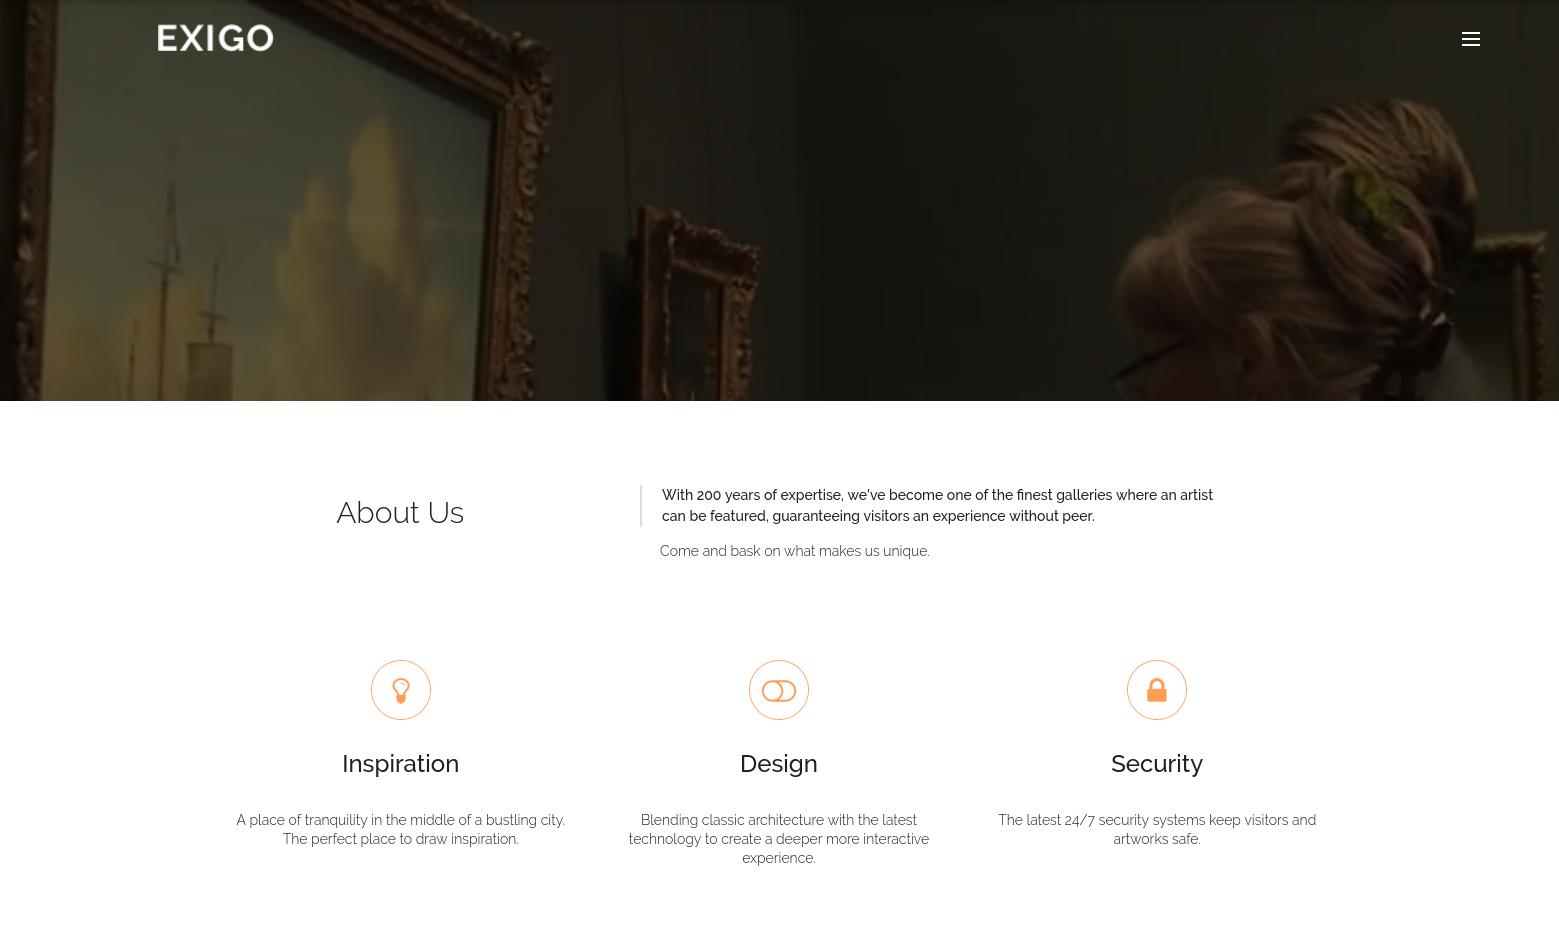 EXIGO
About Us
With 200 years of expertise, we've become one of the finest galleries where an artist
can be featured, guaranteeing visitors an experience without peer.
Come and bask on what makes us unique.
Inspiration
A place of tranquility in the middle of a bustling city.
The perfect place to draw inspiration.
Design
Blending classic architecture with the latest
technology to create a deeper more interactive
experience.
Security
The latest 24/7 security systems keep visitors and
artworks safe.